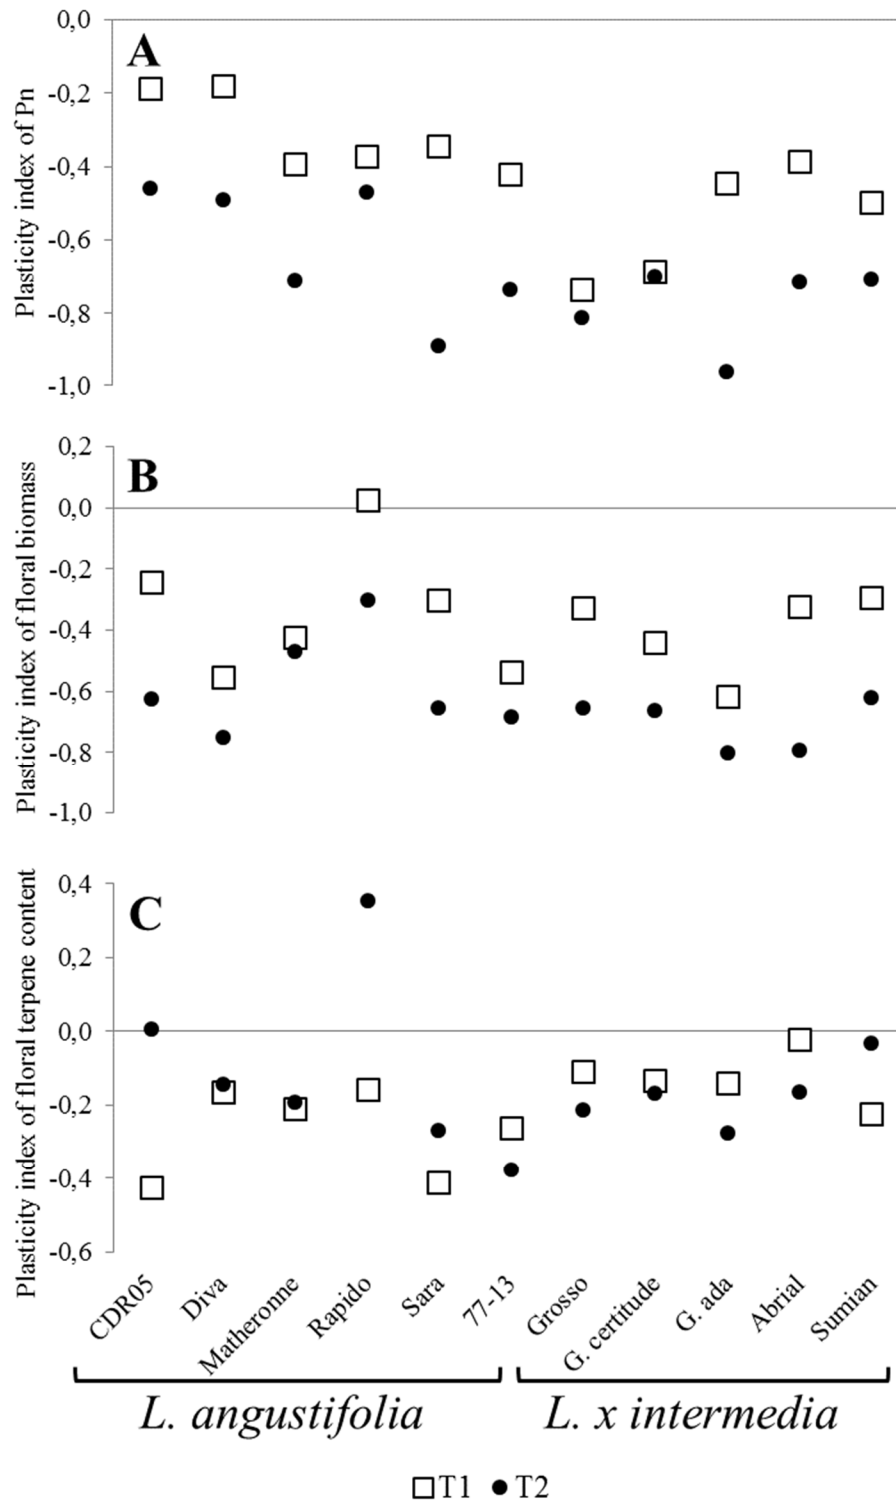 A
Plasticity index of Pn
0,0
-0,2
-0,4
-0,6
-0,8
-1,0
B
Plasticity index of floral biomass
0,2
0,0
-0,2
-0,4
-0,6
-0,8
-1,0
C
Plasticity index of floral terpene content
0,4
0,2
0,0
-0,2
-0,4
-0,6
CDR05
Diva
Matheronne
Rapido
Sara
77-13
Grosso
G. certitude
G. ada
Abrial
Sumian
L. angustifolia
L. x intermedia
T1 T2